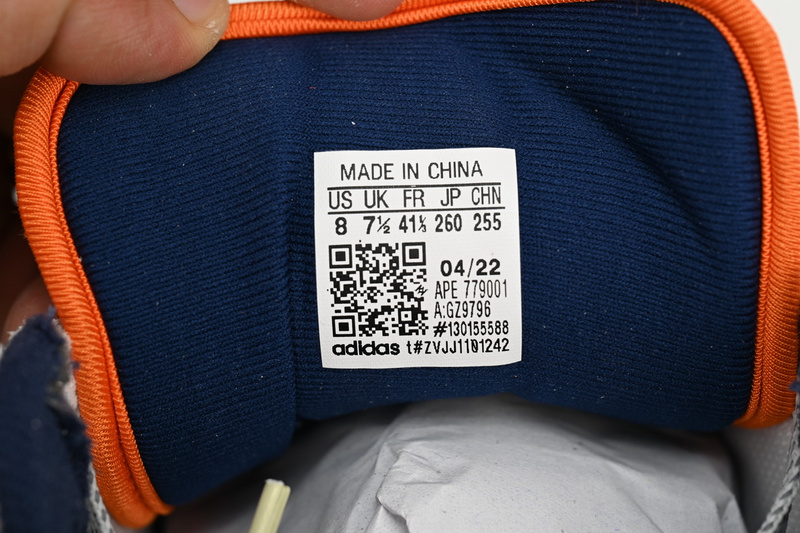 MADE IN CHINA
US UK FR JP CHN
8 7½ 41⅓ 260 255
04/22
APE 779001
A:GZ9796
#130155588
adidas t#ZVJJ1101242